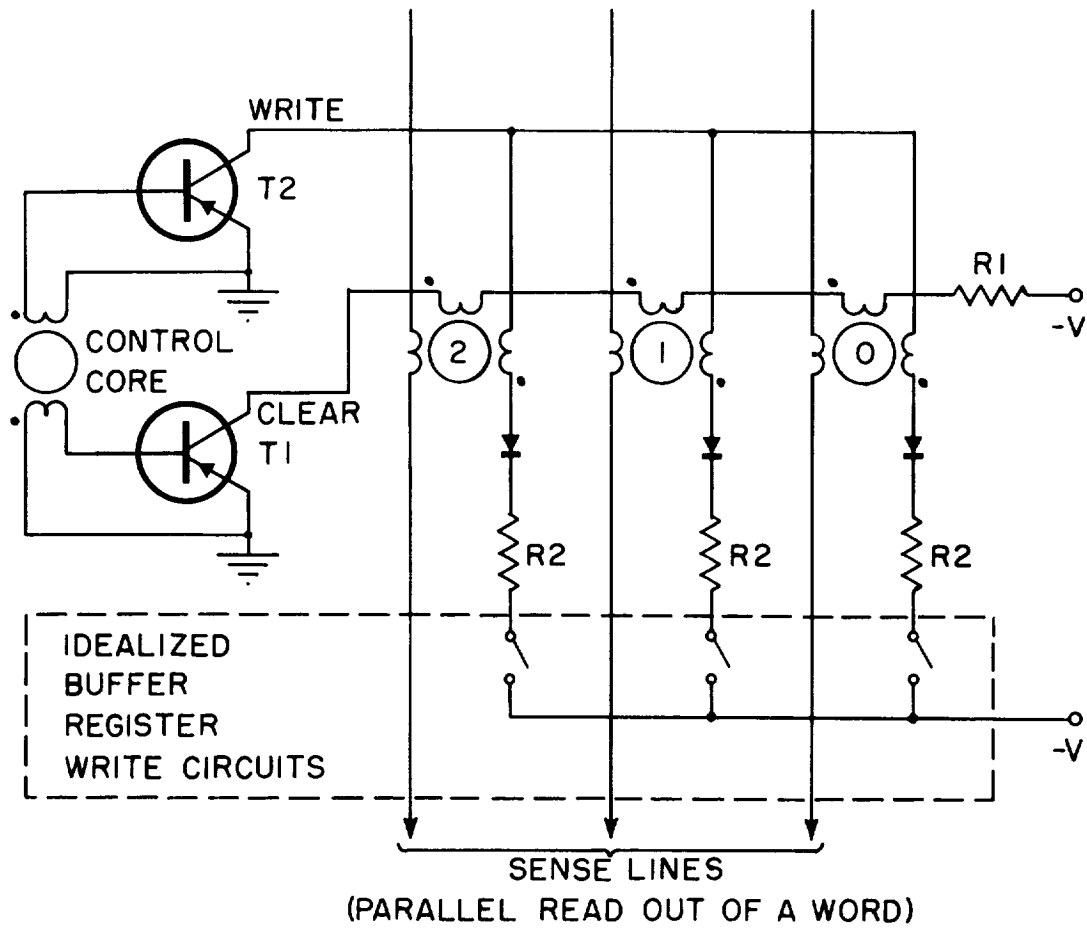 WRITE
T2
R1
-V
CONTROL
CORE
2
1
0
CLEAR
T1
R2
R2
R2
IDEALIZED
BUFFER
REGISTER
WRITE CIRCUITS
-V
SENSE LINES
(PARALLEL READ OUT OF A WORD)